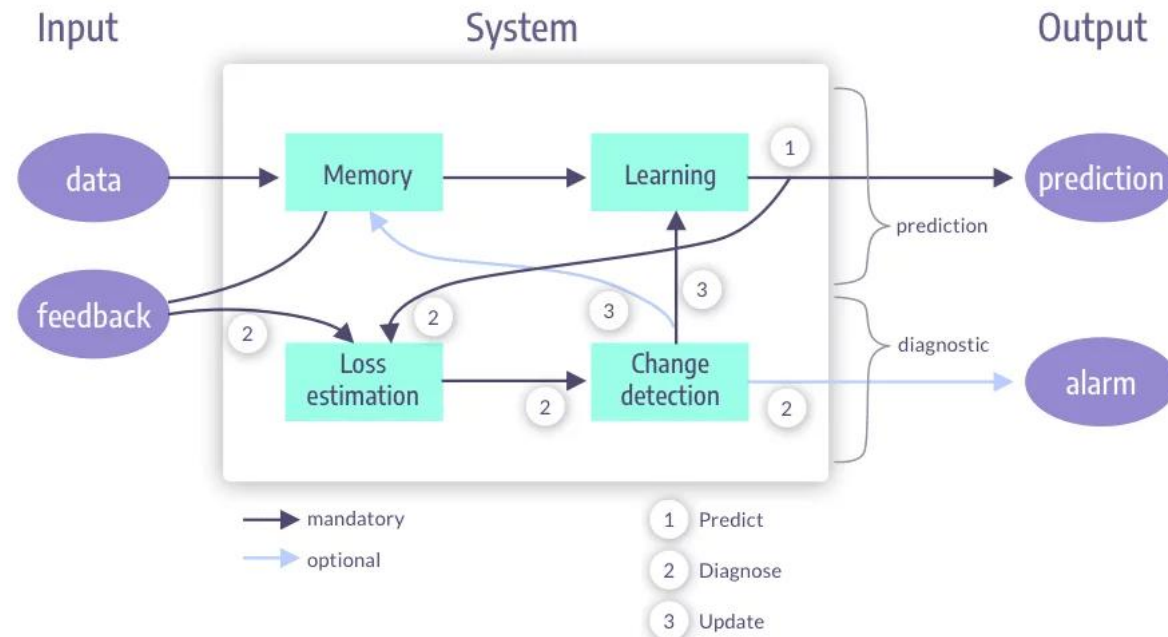 Input
System
Output
data
Memory
Learning
1
prediction
prediction
feedback
2
2
3
3
Loss
estimation
2
Change
detection
2
diagnostic
alarm
mandatory
optional
1 Predict
2 Diagnose
3 Update